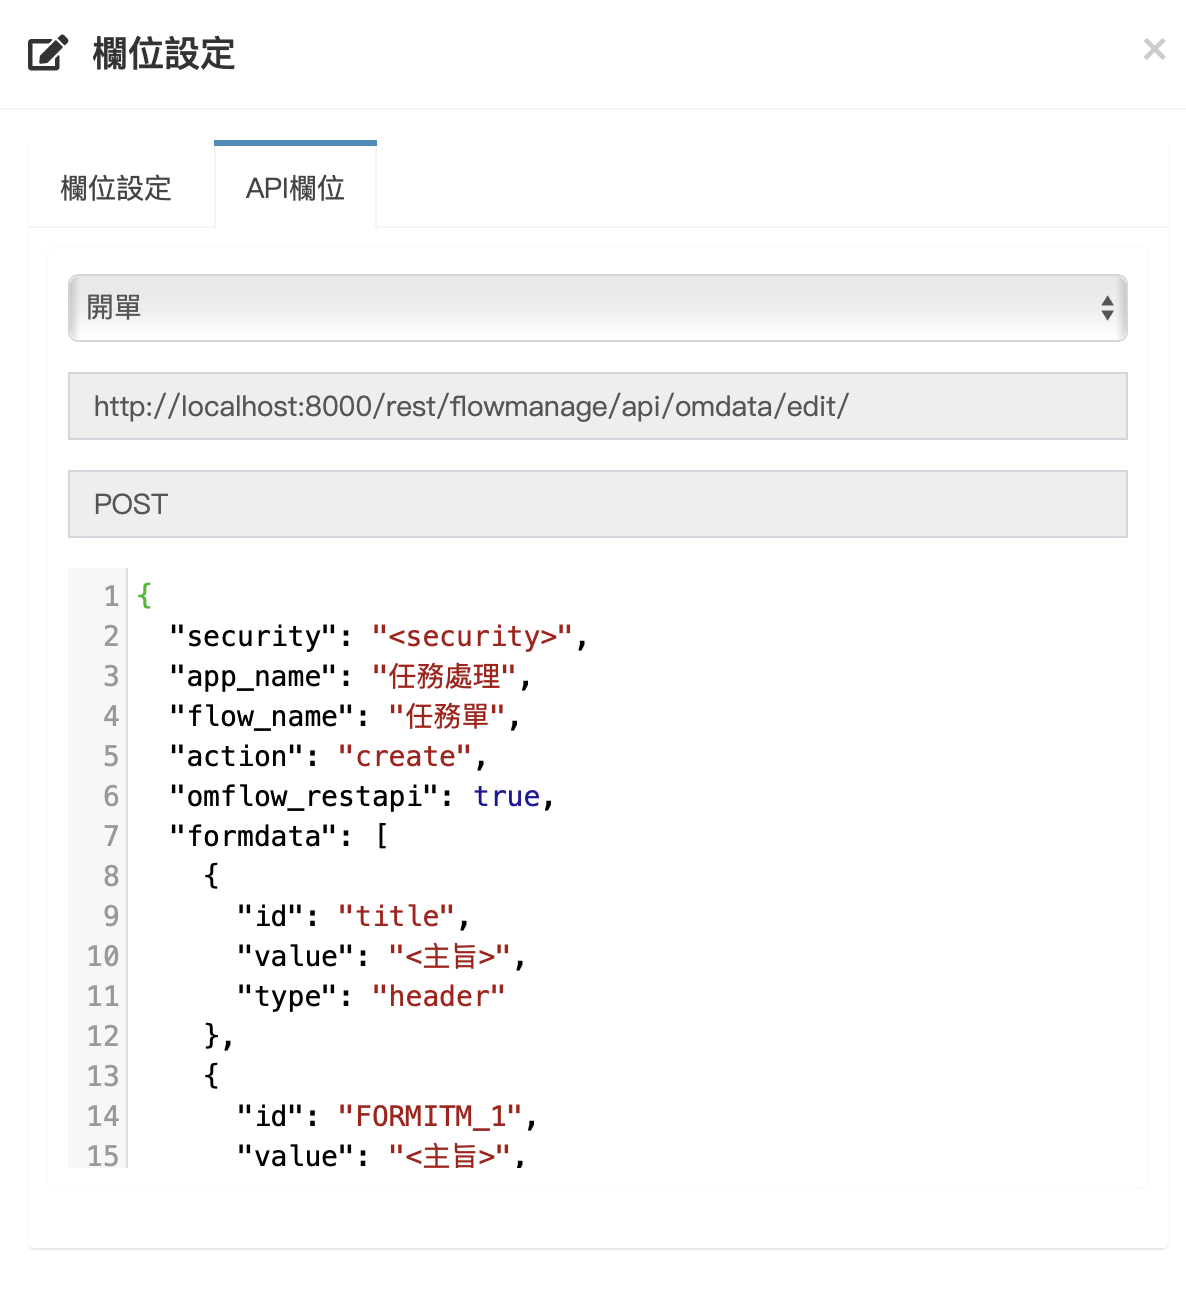 欄位設定
×
欄位設定 API欄位
開單
http://localhost:8000/rest/flowmanage/api/omdata/edit/
POST
1 {
2 "security": "<security>",
3 "app_name": "任務處理",
4 "flow_name": "任務單",
5 "action": "create",
6 "omflow_restapi": true,
7 "formdata": [
8 {
9 "id": "title",
10 "value": "<主旨>",
11 "type": "header"
12 },
13 {
14 "id": "FORMITM_1",
15 "value": "<主旨>",